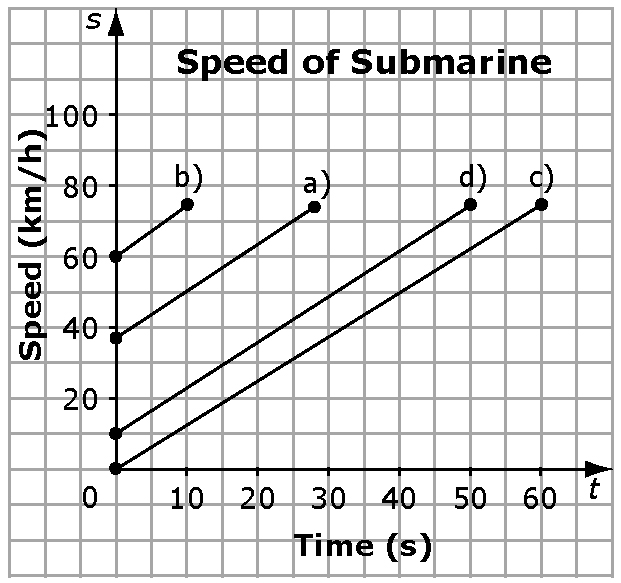 s
Speed of Submarine
Speed (km/h)
100
80
60
40
20
0
b)
a)
d)
c)
10 20 30 40 50 60
t
Time (s)